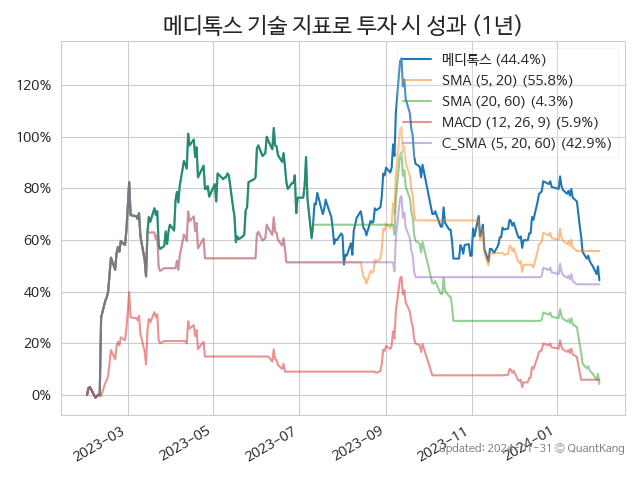 메디톡스 기술 지표로 투자 시 성과 (1년)
메디톡스 (44.4%)
SMA (5, 20) (55.8%)
SMA (20, 60) (4.3%)
MACD (12, 26, 9) (5.9%)
C_SMA (5, 20, 60) (42.9%)
120%
100%
80%
60%
40%
20%
0%
2023-03
2023-05
2023-07
2023-09
2023-11
2024-01
updated: 2024-01-31 © QuantKang